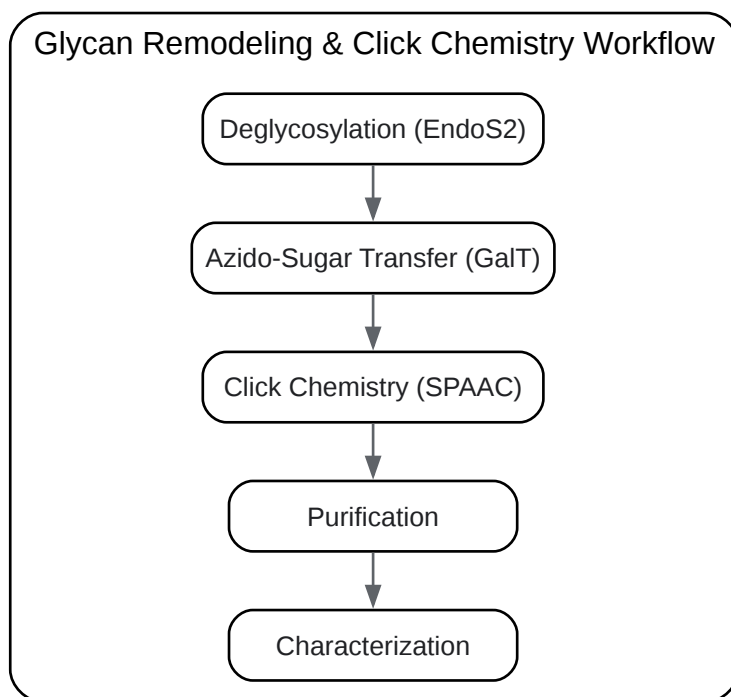 Glycan Remodeling & Click Chemistry Workflow
Deglycosylation (EndoS2)
Azido-Sugar Transfer (GalT)
Click Chemistry (SPAAC)
Purification
Characterization